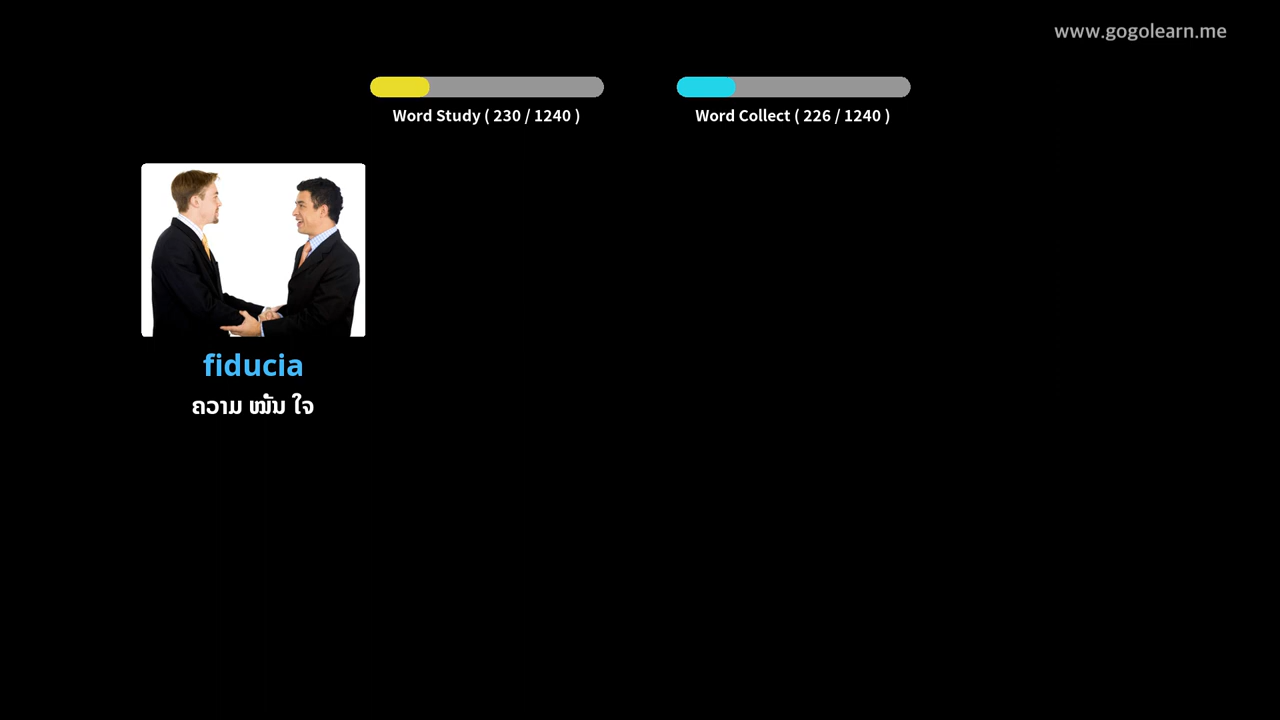 www.gogolearn.me
Word Study ( 230 / 1240 )
Word Collect ( 226 / 1240 )
fiducia
ຄວາມ ໝັ້ນ ໃຈ